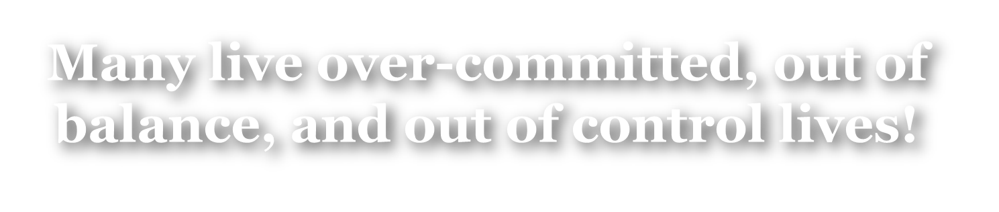 Many live over-committed, out of
balance, and out of control lives!